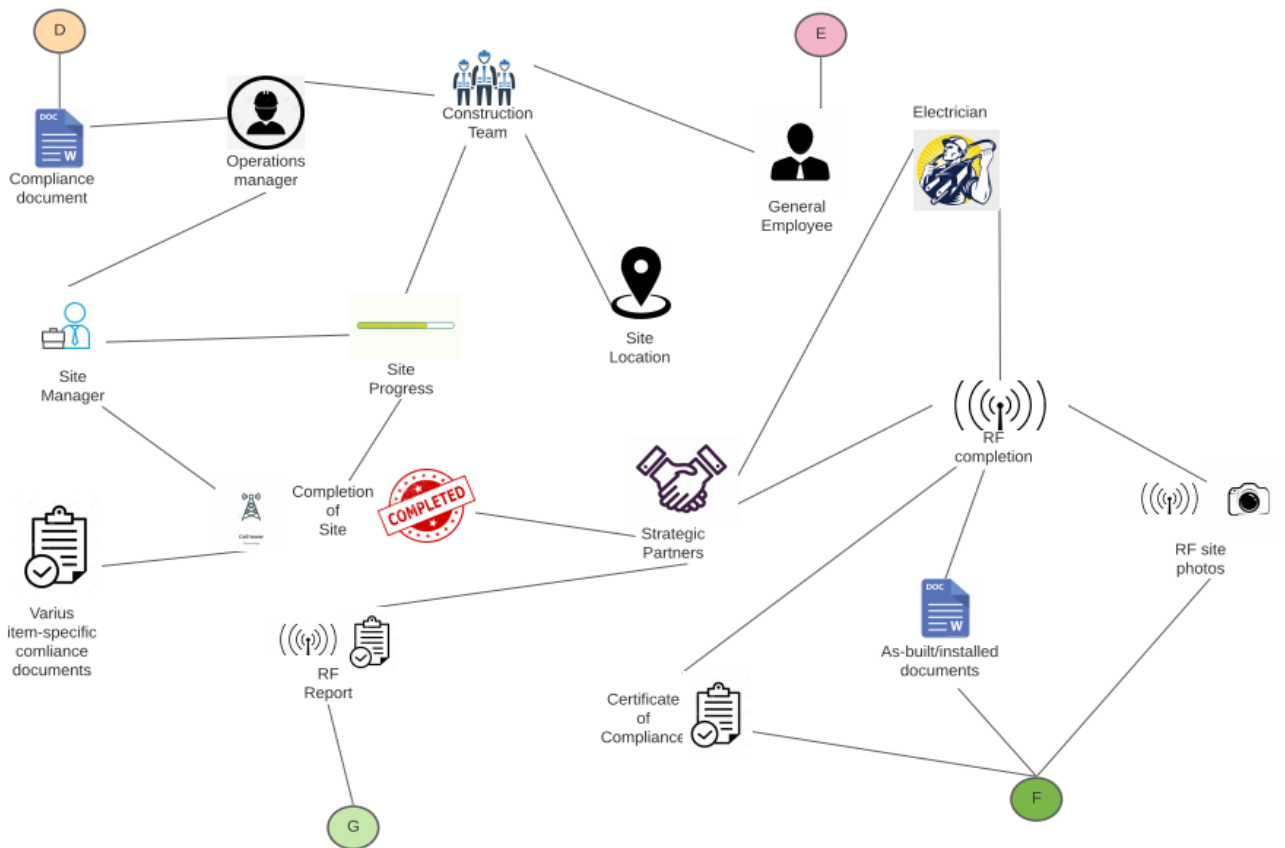 D
E
DOC
W
Compliance
document
Operations
manager
Construction
Team
General
Employee
Electrician
Site
Manager
Site
Progress
Site
Location
Varius
item-specific
comliance
documents
Cell tower
Completion
of
Site
COMPLETED
Strategic
Partners
RF
completion
RF site
photos
RF
Report
Certificate
of
Compliance
DOC
W
As-built/installed
documents
G
F